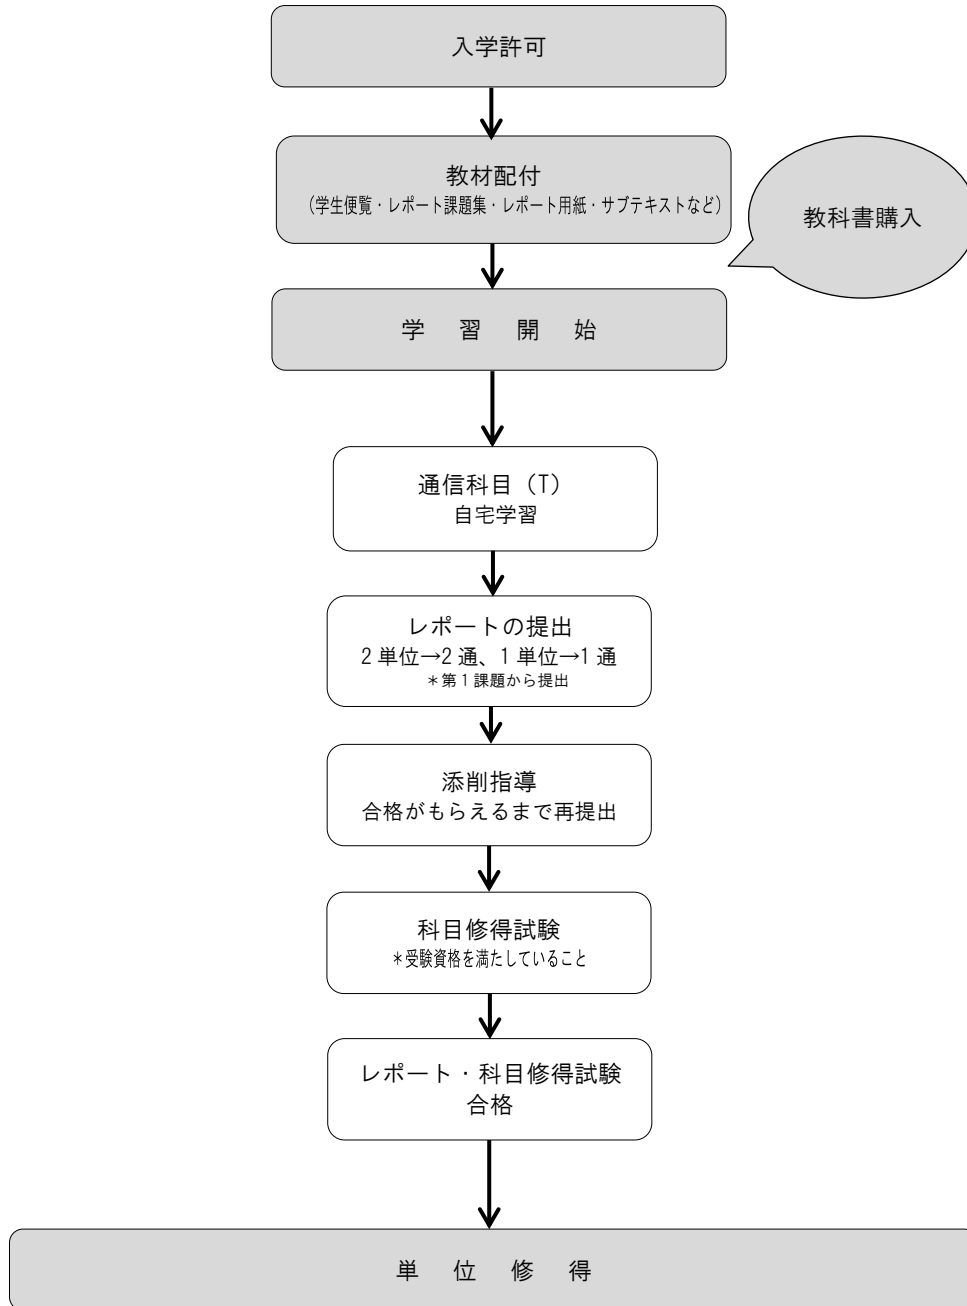 入学許可
教材配付
（学生便覧・レポート課題集・レポート用紙・サブテキストなど）
教科書購入
学　習　開　始
通信科目（T）
自宅学習
レポートの提出
2 単位→2 通、1 単位→1 通
＊第１課題から提出
添削指導
合格がもらえるまで再提出
科目修得試験
＊受験資格を満たしていること
レポート・科目修得試験
合格
単　位　修　得